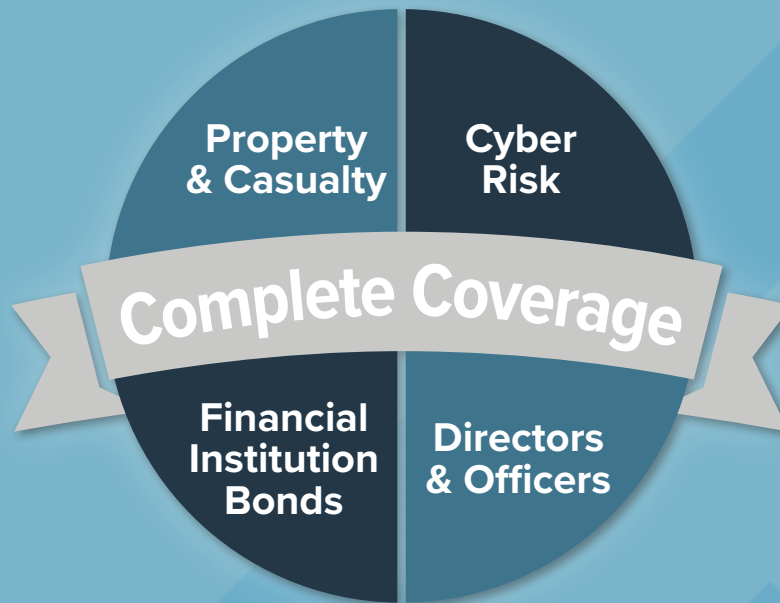 Property
& Casualty
Cyber
Risk
Complete Coverage
Financial
Institution
Bonds
Directors
& Officers